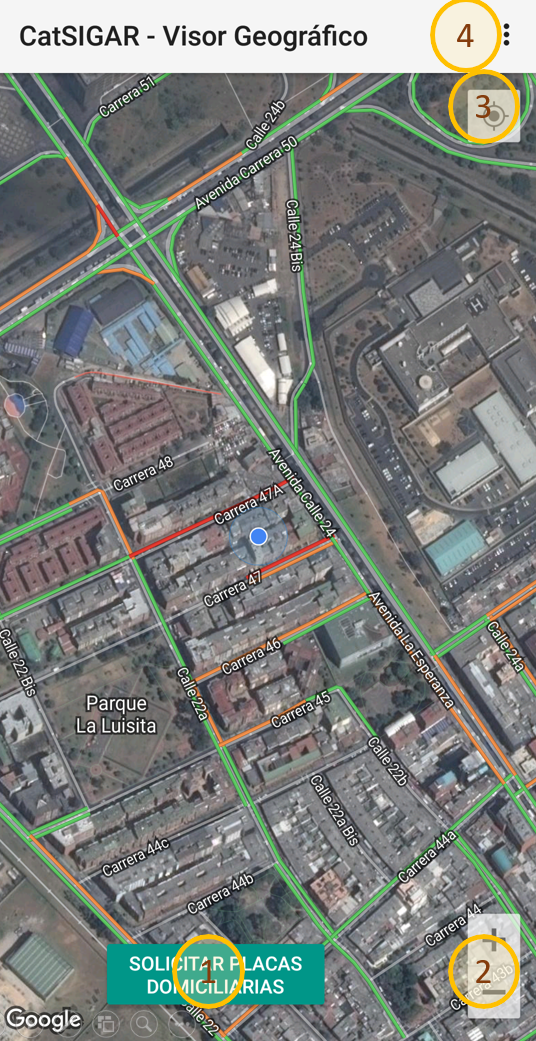 CatSIGAR - Visor Geográfico
4
3
Carrera 51
Calle 24b
Avenida Carrera 50
Calle 24 Bis
Carrera 48
Avenida Calle 24
Carrera 47A
Carrera 47
Carrera 46
Avenida La Esperanza
Calle 24a
Calle 22 Bis
Calle 22a
Parque
La Luisita
Carrera 45
Calle 22b
Calle 22a Bis
Carrera 44c
Carrera 44a
Carrera 44b
Carrera 44
SOLICITAR PLACAS
DOMICILIARIAS
1
2
+
−
Carrera 43b
Google
Calle 22